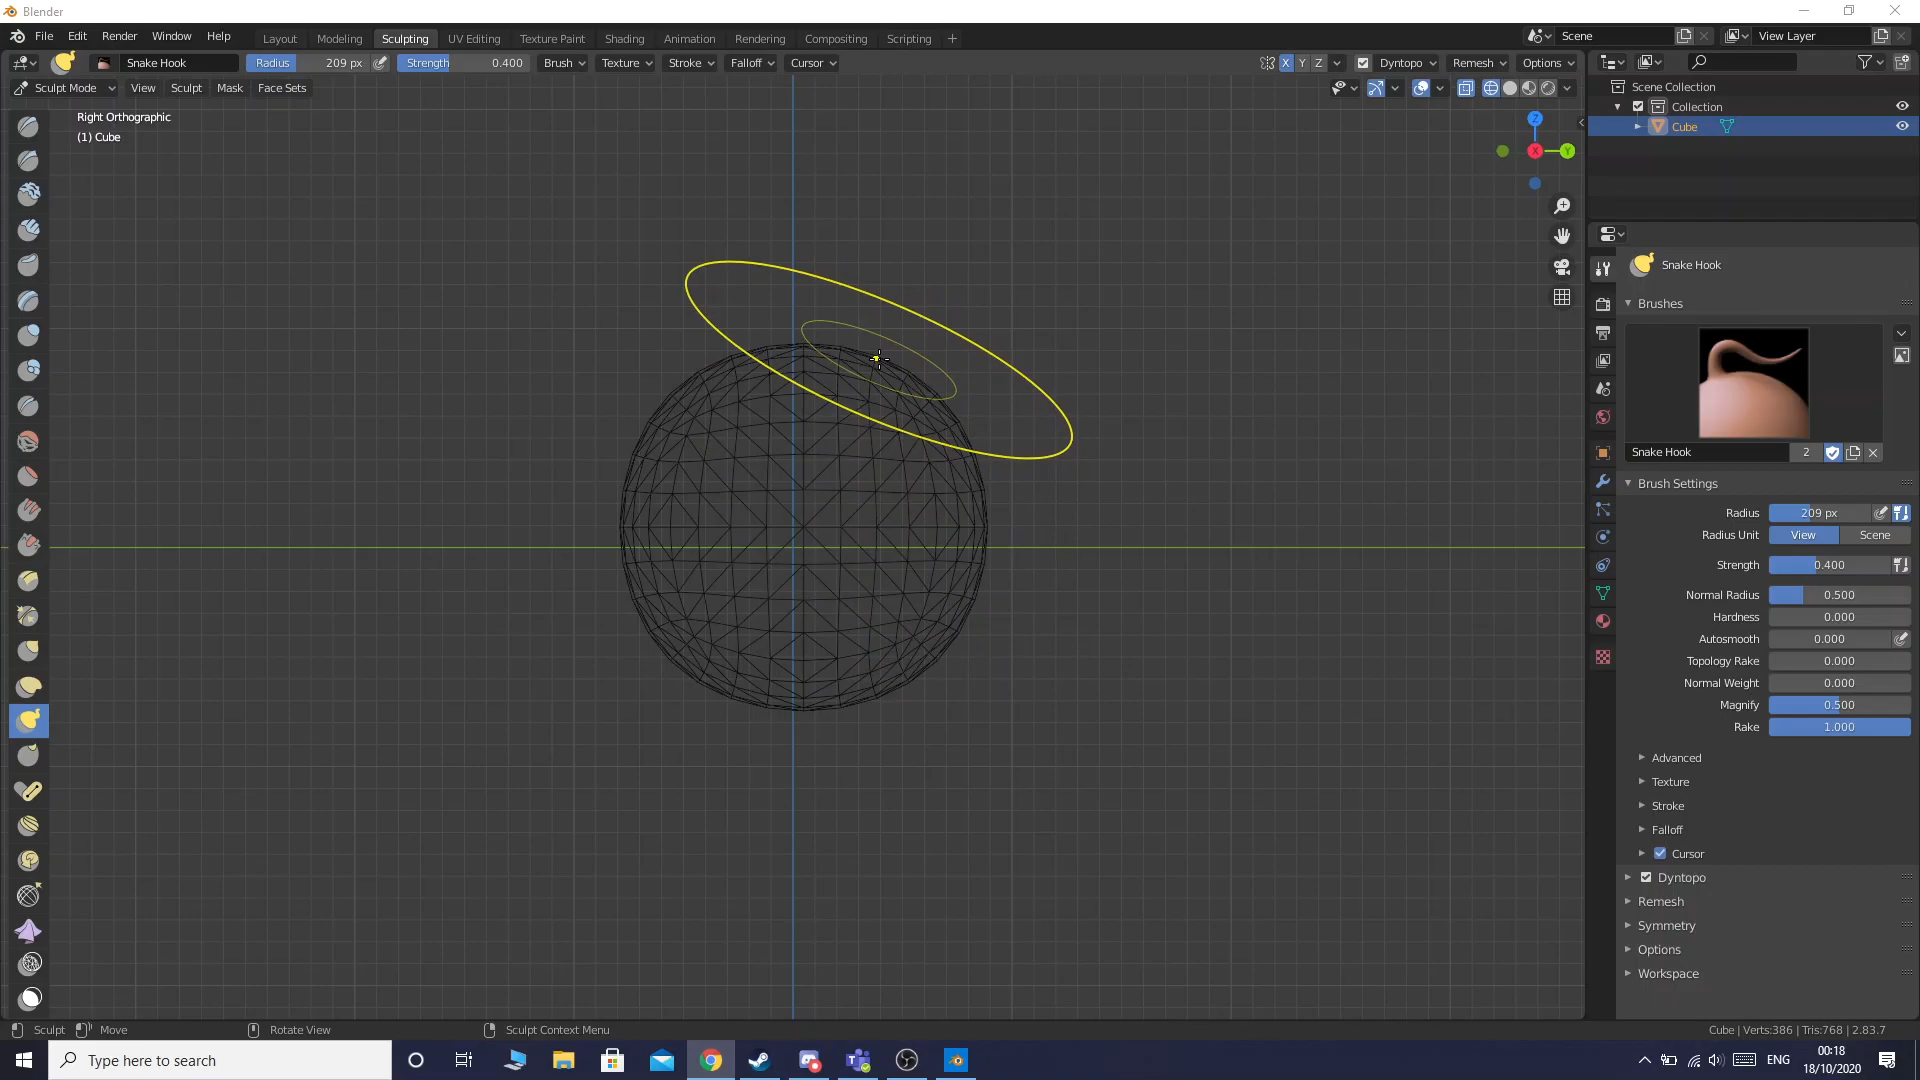 Blender
File Edit Render Window Help
Layout Modeling Sculpting UV Editing Texture Paint Shading Animation Rendering Compositing Scripting +
Scene
View Layer
Snake Hook
Radius 209 px
Strength 0.400
Brush Texture Stroke Falloff Cursor
X Y Z
Dyntopo Remesh Options
Sculpt Mode View Sculpt Mask Face Sets
Right Orthographic
(1) Cube
Z
X
Y
Scene Collection
Collection
Cube
Snake Hook
Brushes
Snake Hook 2
Brush Settings
Radius 209 px
Radius Unit View Scene
Strength 0.400
Normal Radius 0.500
Hardness 0.000
Autosmooth 0.000
Topology Rake 0.000
Normal Weight 0.000
Magnify 0.500
Rake 1.000
Advanced
Texture
Stroke
Falloff
Cursor
Dyntopo
Remesh
Symmetry
Options
Workspace
Sculpt Move Rotate View Sculpt Context Menu
Cube | Verts:386 | Tris:768 | 2.83.7
Type here to search
ENG
00:18
18/10/2020